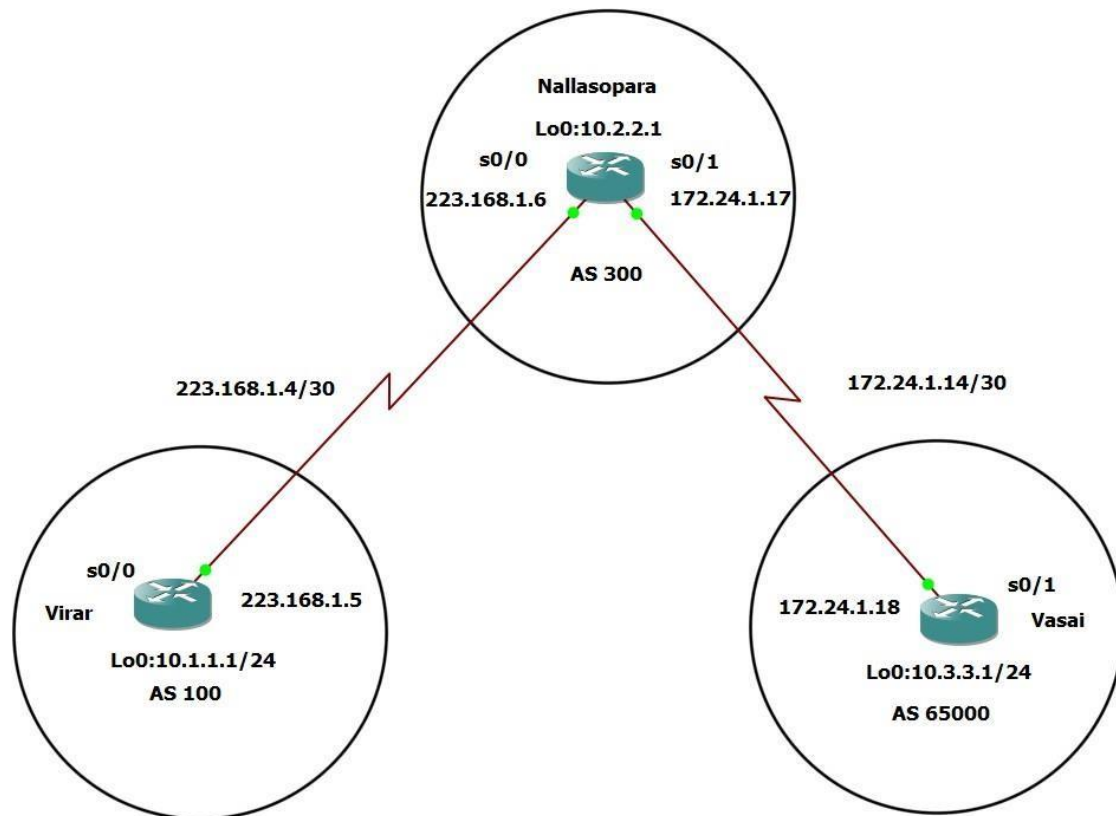 Nallasopara
Lo0:10.2.2.1
s0/0
s0/1
223.168.1.6
172.24.1.17
AS 300
223.168.1.4/30
172.24.1.14/30
s0/0
Virar
223.168.1.5
Lo0:10.1.1.1/24
AS 100
172.24.1.18
s0/1
Vasai
Lo0:10.3.3.1/24
AS 65000